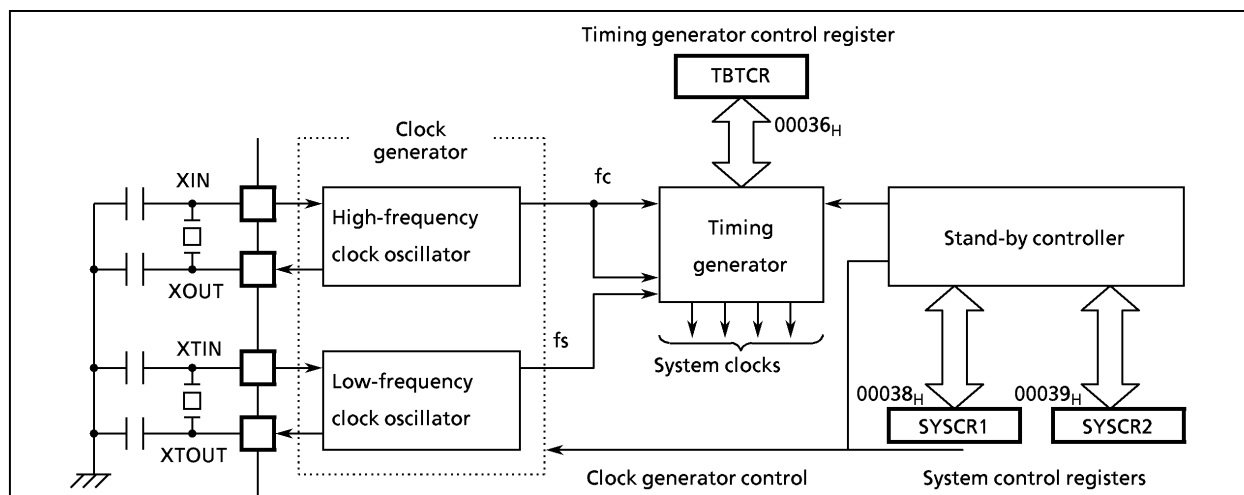 Timing generator control register
TBTCR
00036H
Clock
generator
XIN
fc
High-frequency
clock oscillator
Timing
generator
Stand-by controller
XOUT
XTIN
fs
System clocks
Low-frequency
clock oscillator
00038H
00039H
SYSCR1
SYSCR2
XTOUT
Clock generator control
System control registers